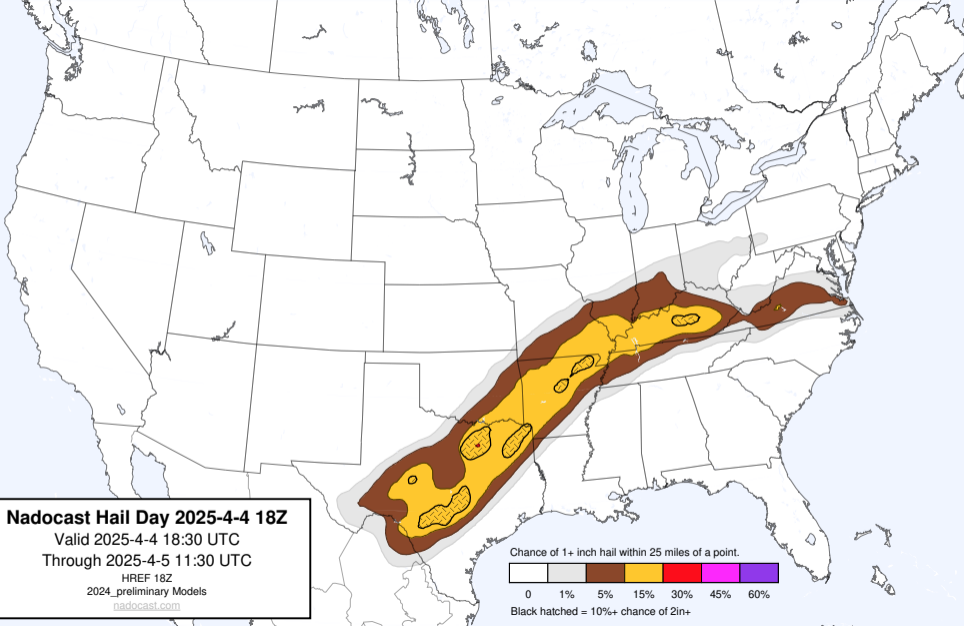 Nadocast Hail Day 2025-4-4 18Z
Valid 2025-4-4 18:30 UTC
Through 2025-4-5 11:30 UTC
HREF 18Z
2024_preliminary Models
nadocast.com
Chance of 1+ inch hail within 25 miles of a point.
0 1% 5% 15% 30% 45% 60%
Black hatched = 10%+ chance of 2in+